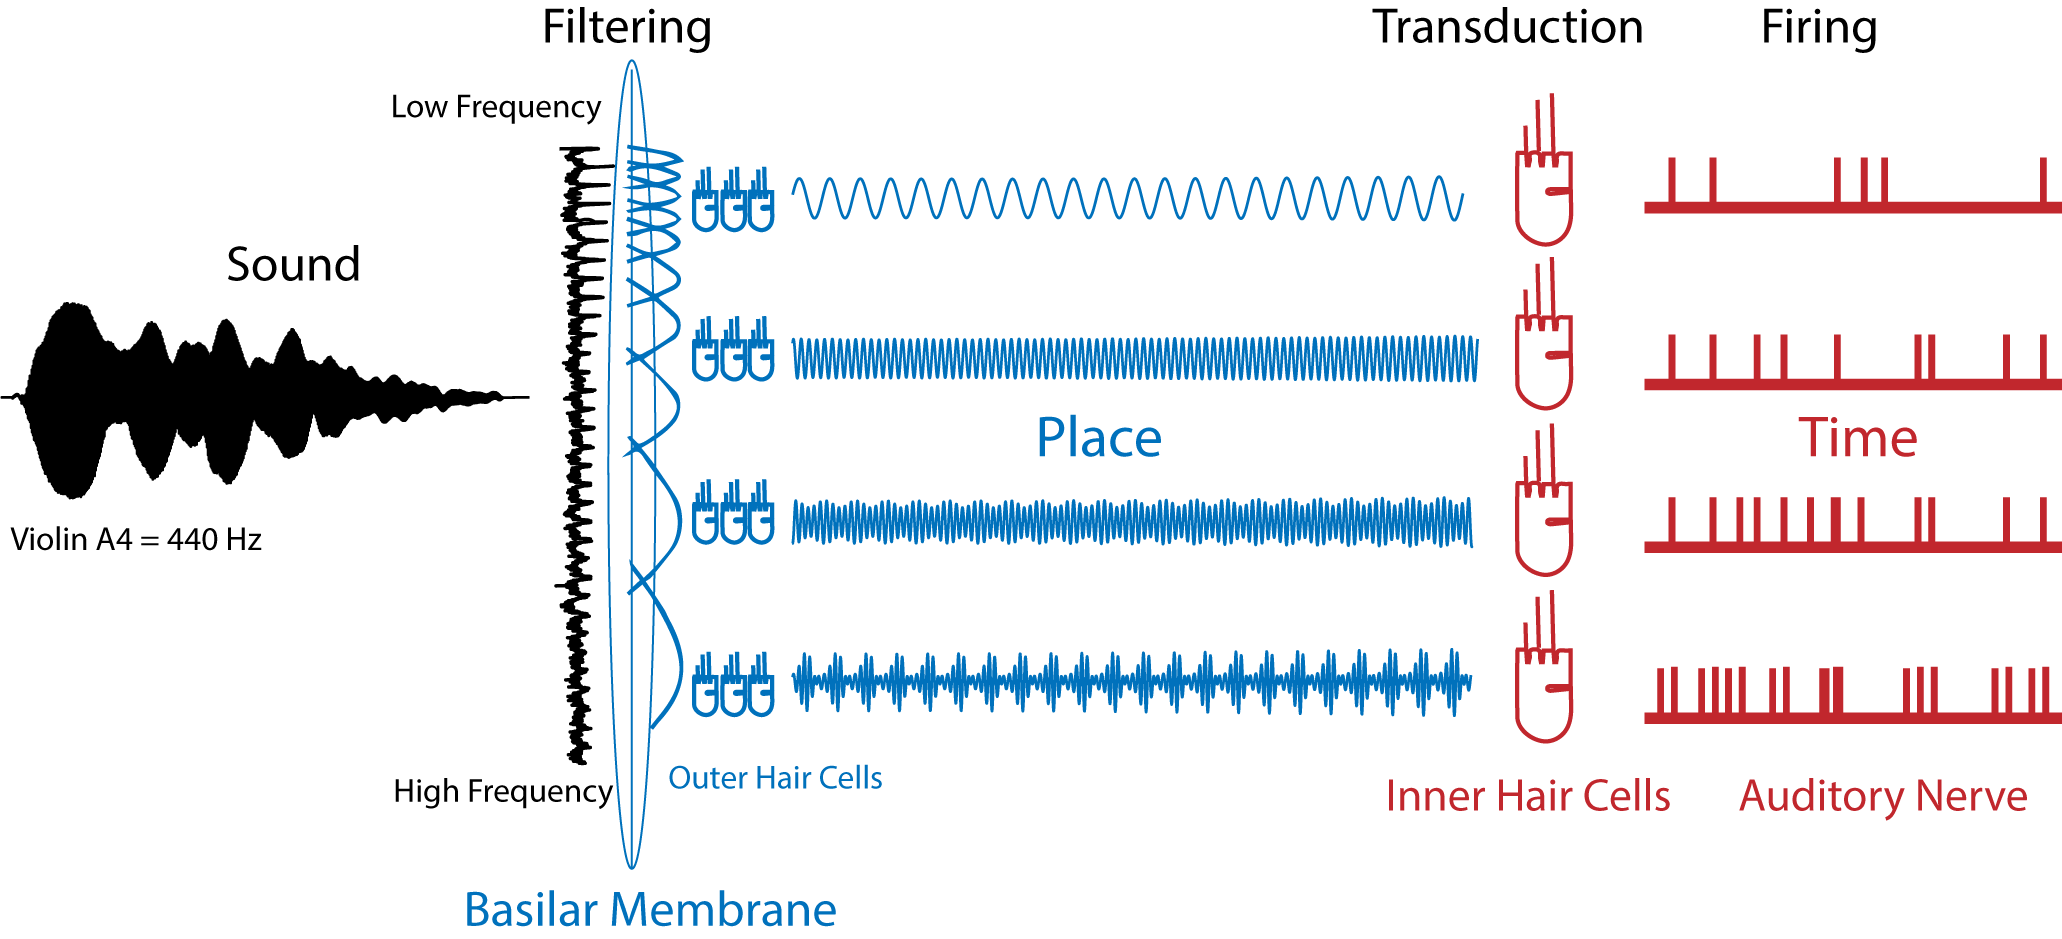 Filtering
Transduction
Firing
Low Frequency
Sound
Violin A4 = 440 Hz
Place
Time
High Frequency
Outer Hair Cells
Inner Hair Cells
Auditory Nerve
Basilar Membrane